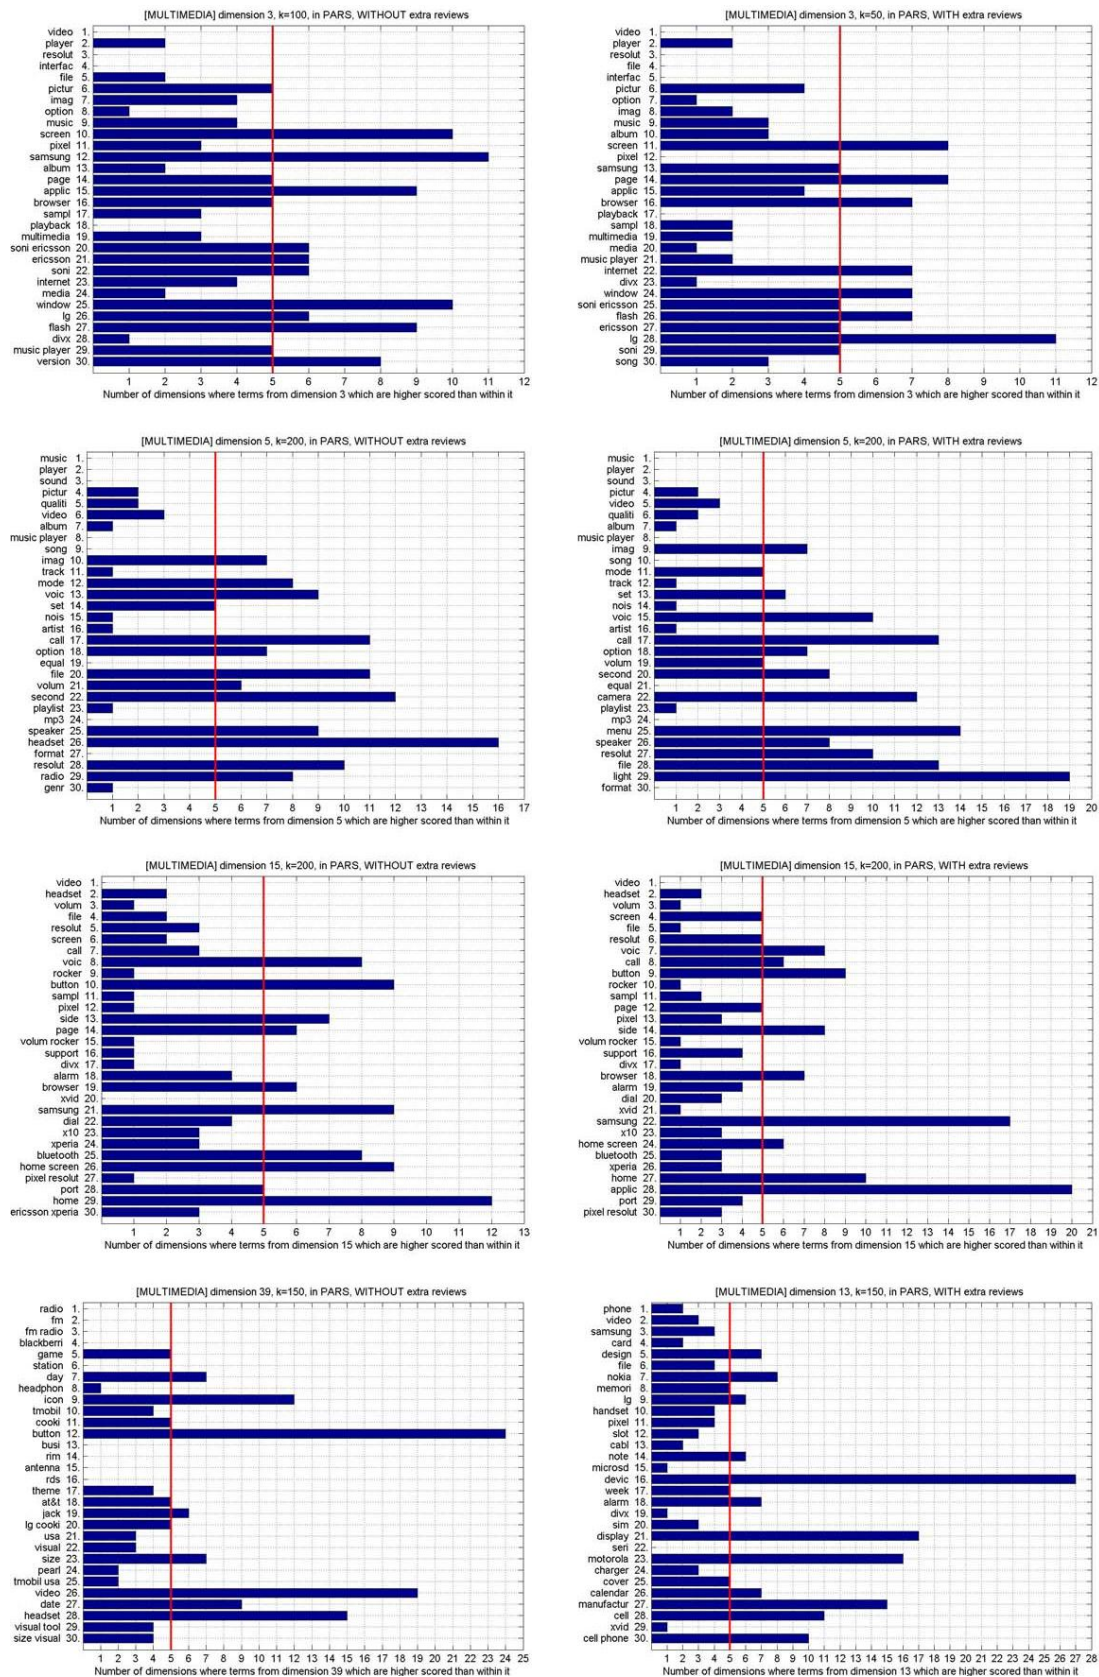 [MULTIMEDIA] dimension 3, k=100, in PARS, WITHOUT extra reviews
video 1.
player 2.
resolut 3.
interfac 4.
file 5.
pictur 6.
imag 7.
option 8.
music 9.
screen 10.
pixel 11.
samsung 12.
album 13.
page 14.
applic 15.
browser 16.
sampl 17.
playback 18.
multimedia 19.
soni ericsson 20.
ericsson 21.
soni 22.
internet 23.
media 24.
window 25.
lg 26.
flash 27.
divx 28.
music player 29.
version 30.
1 2 3 4 5 6 7 8 9 10 11 12
Number of dimensions where terms from dimension 3 which are higher scored than within it
[MULTIMEDIA] dimension 3, k=50, in PARS, WITH extra reviews
video 1.
player 2.
resolut 3.
file 4.
interfac 5.
pictur 6.
option 7.
imag 8.
music 9.
album 10.
screen 11.
pixel 12.
samsung 13.
page 14.
applic 15.
browser 16.
playback 17.
sampl 18.
multimedia 19.
media 20.
music player 21.
internet 22.
divx 23.
window 24.
soni ericsson 25.
flash 26.
ericsson 27.
lg 28.
soni 29.
song 30.
1 2 3 4 5 6 7 8 9 10 11 12
Number of dimensions where terms from dimension 3 which are higher scored than within it
[MULTIMEDIA] dimension 5, k=200, in PARS, WITHOUT extra reviews
music 1.
player 2.
sound 3.
pictur 4.
qualiti 5.
video 6.
album 7.
music player 8.
song 9.
imag 10.
track 11.
mode 12.
voic 13.
set 14.
nois 15.
artist 16.
call 17.
option 18.
equal 19.
file 20.
volum 21.
second 22.
playlist 23.
mp3 24.
speaker 25.
headset 26.
format 27.
resolut 28.
radio 29.
genr 30.
1 2 3 4 5 6 7 8 9 10 11 12 13 14 15 16 17
Number of dimensions where terms from dimension 5 which are higher scored than within it
[MULTIMEDIA] dimension 5, k=200, in PARS, WITH extra reviews
music 1.
player 2.
sound 3.
pictur 4.
video 5.
qualiti 6.
album 7.
music player 8.
imag 9.
song 10.
mode 11.
track 12.
set 13.
nois 14.
voic 15.
artist 16.
call 17.
option 18.
volum 19.
second 20.
equal 21.
camera 22.
playlist 23.
mp3 24.
menu 25.
speaker 26.
resolut 27.
file 28.
light 29.
format 30.
1 2 3 4 5 6 7 8 9 10 11 12 13 14 15 16 17 18 19 20
Number of dimensions where terms from dimension 5 which are higher scored than within it
[MULTIMEDIA] dimension 15, k=200, in PARS, WITHOUT extra reviews
video 1.
headset 2.
volum 3.
file 4.
resolut 5.
screen 6.
call 7.
voic 8.
rocker 9.
button 10.
sampl 11.
pixel 12.
side 13.
page 14.
volum rocker 15.
support 16.
divx 17.
alarm 18.
browser 19.
xvid 20.
samsung 21.
dial 22.
x10 23.
xperia 24.
bluetooth 25.
home screen 26.
pixel resolut 27.
port 28.
home 29.
ericsson xperia 30.
1 2 3 4 5 6 7 8 9 10 11 12 13
Number of dimensions where terms from dimension 15 which are higher scored than within it
[MULTIMEDIA] dimension 15, k=200, in PARS, WITH extra reviews
video 1.
headset 2.
volum 3.
screen 4.
file 5.
resolut 6.
voic 7.
call 8.
button 9.
rocker 10.
sampl 11.
page 12.
pixel 13.
side 14.
volum rocker 15.
support 16.
divx 17.
browser 18.
alarm 19.
dial 20.
xvid 21.
samsung 22.
x10 23.
home screen 24.
bluetooth 25.
xperia 26.
home 27.
applic 28.
port 29.
pixel resolut 30.
1 2 3 4 5 6 7 8 9 10 11 12 13 14 15 16 17 18 19 20 21
Number of dimensions where terms from dimension 15 which are higher scored than within it
[MULTIMEDIA] dimension 39, k=150, in PARS, WITHOUT extra reviews
radio 1.
fm 2.
fm radio 3.
blackberri 4.
game 5.
station 6.
day 7.
headphon 8.
icon 9.
tmobil 10.
cooki 11.
button 12.
busi 13.
rim 14.
antenna 15.
rds 16.
theme 17.
at&t 18.
jack 19.
lg cooki 20.
usa 21.
visual 22.
size 23.
pearl 24.
tmobil usa 25.
video 26.
date 27.
headset 28.
visual tool 29.
size visual 30.
1 2 3 4 5 6 7 8 9 10 11 12 13 14 15 16 17 18 19 20 21 22 23 24 25
Number of dimensions where terms from dimension 39 which are higher scored than within it
[MULTIMEDIA] dimension 13, k=150, in PARS, WITH extra reviews
phone 1.
video 2.
samsung 3.
card 4.
design 5.
file 6.
nokia 7.
memori 8.
lg 9.
handset 10.
pixel 11.
slot 12.
cabl 13.
note 14.
microsd 15.
devic 16.
week 17.
alarm 18.
divx 19.
sim 20.
display 21.
seri 22.
motorola 23.
charger 24.
cover 25.
calendar 26.
manufactur 27.
cell 28.
xvid 29.
cell phone 30.
1 2 3 4 5 6 7 8 9 10 11 12 13 14 15 16 17 18 19 20 21 22 23 24 25 26 27 28
Number of dimensions where terms from dimension 13 which are higher scored than within it